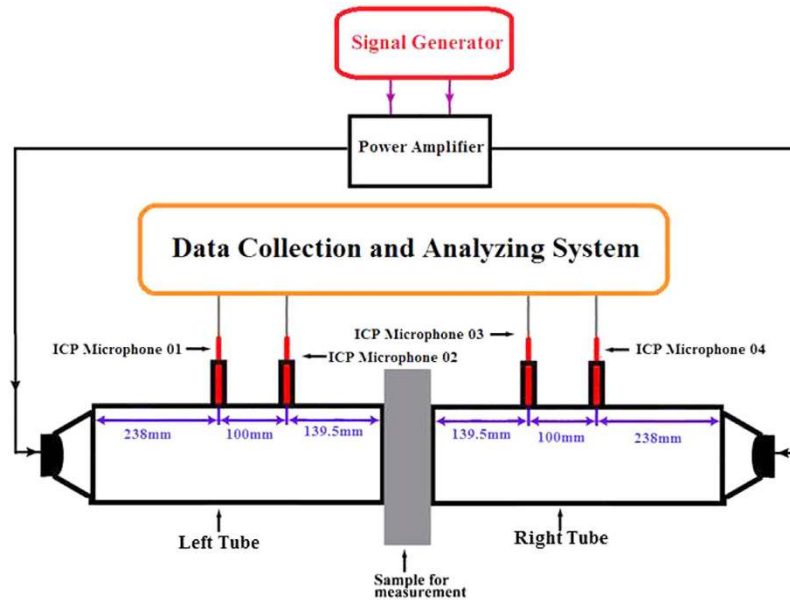 Signal Generator
Power Amplifier
Data Collection and Analyzing System
ICP Microphone 01
ICP Microphone 02
ICP Microphone 03
ICP Microphone 04
238mm
100mm
139.5mm
139.5mm
100mm
238mm
Left Tube
Right Tube
Sample for
measurement